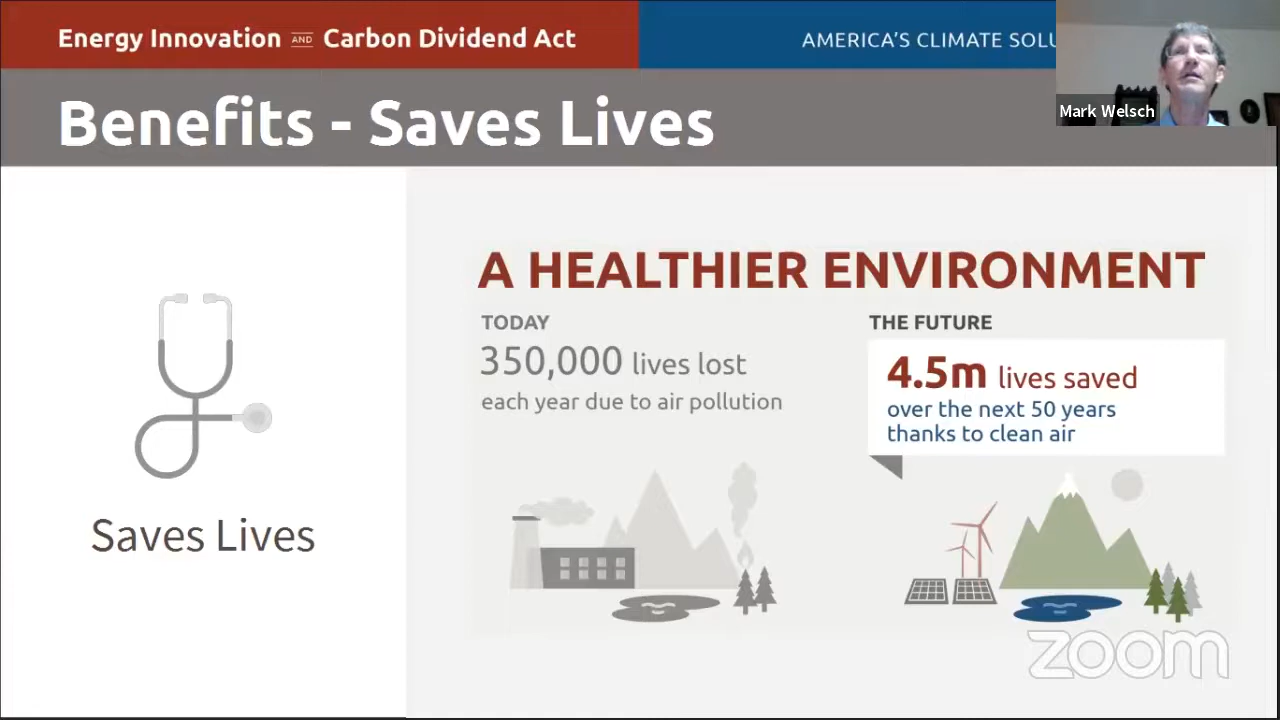 Energy Innovation AND Carbon Dividend Act
AMERICA'S CLIMATE
Mark Welsch
Benefits - Saves Lives
A HEALTHIER ENVIRONMENT
TODAY
350,000 lives lost
each year due to air pollution
THE FUTURE
4.5m lives saved
over the next 50 years
thanks to clean air
Saves Lives
zoom